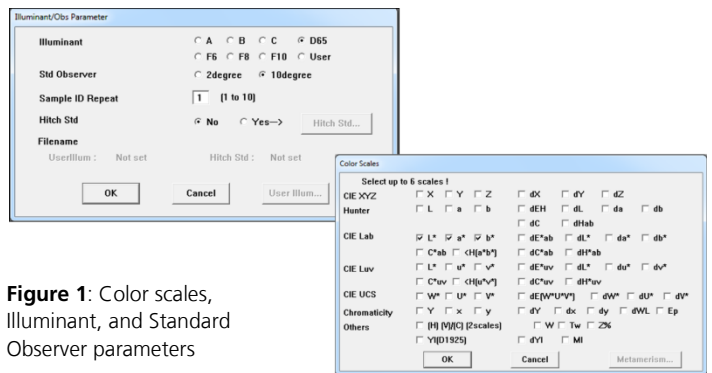 Illuminant/Obs Parameter
Illuminant A B C D65
F6 F8 F10 User
Std Observer 2degree 10degree
Sample ID Repeat 1 (1 to 10)
Hitch Std No Yes—> Hitch Std...
Filename
UserIllum : Not set Hitch Std : Not set
OK Cancel User Illum...
Color Scales
Select up to 6 scales !
CIE XYZ X Y Z dX dY dZ
Hunter L a b dEH dL da db
dC dHab
CIE Lab L* a* b* dE*ab dL* da* db*
C*ab <H(a*b*) dC*ab dH*ab
CIE Luv L* u* v* dE*uv dL* du* dv*
C*uv <H(u*v*) dC*uv dH*uv
CIE UCS W* U* V* dE(W*U*V*) dW* dU* dV*
Chromaticity Y x y dY dx dy dWL Ep
Others (H) (V)/(C) (2scales) W Tw Z%
YI(D1925) dYI MI
OK Cancel Metamerism...
Figure 1: Color scales,
Illuminant, and Standard
Observer parameters